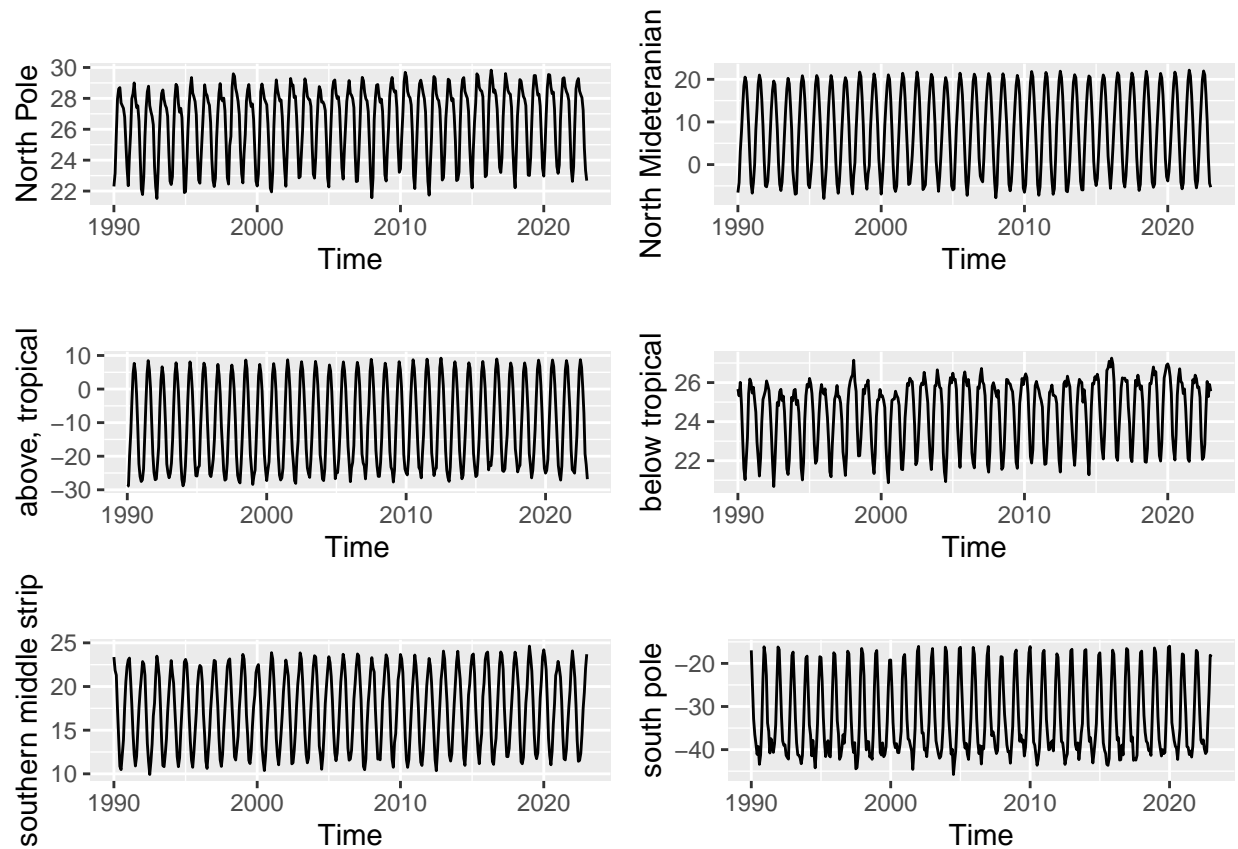 North Pole
30
28
26
24
22
1990 2000 2010 2020
Time
North Mideteranian
20
10
0
1990 2000 2010 2020
Time
above, tropical
10
0
−10
−20
−30
1990 2000 2010 2020
Time
below tropical
26
24
22
1990 2000 2010 2020
Time
southern middle strip
25
20
15
10
1990 2000 2010 2020
Time
south pole
−20
−30
−40
1990 2000 2010 2020
Time